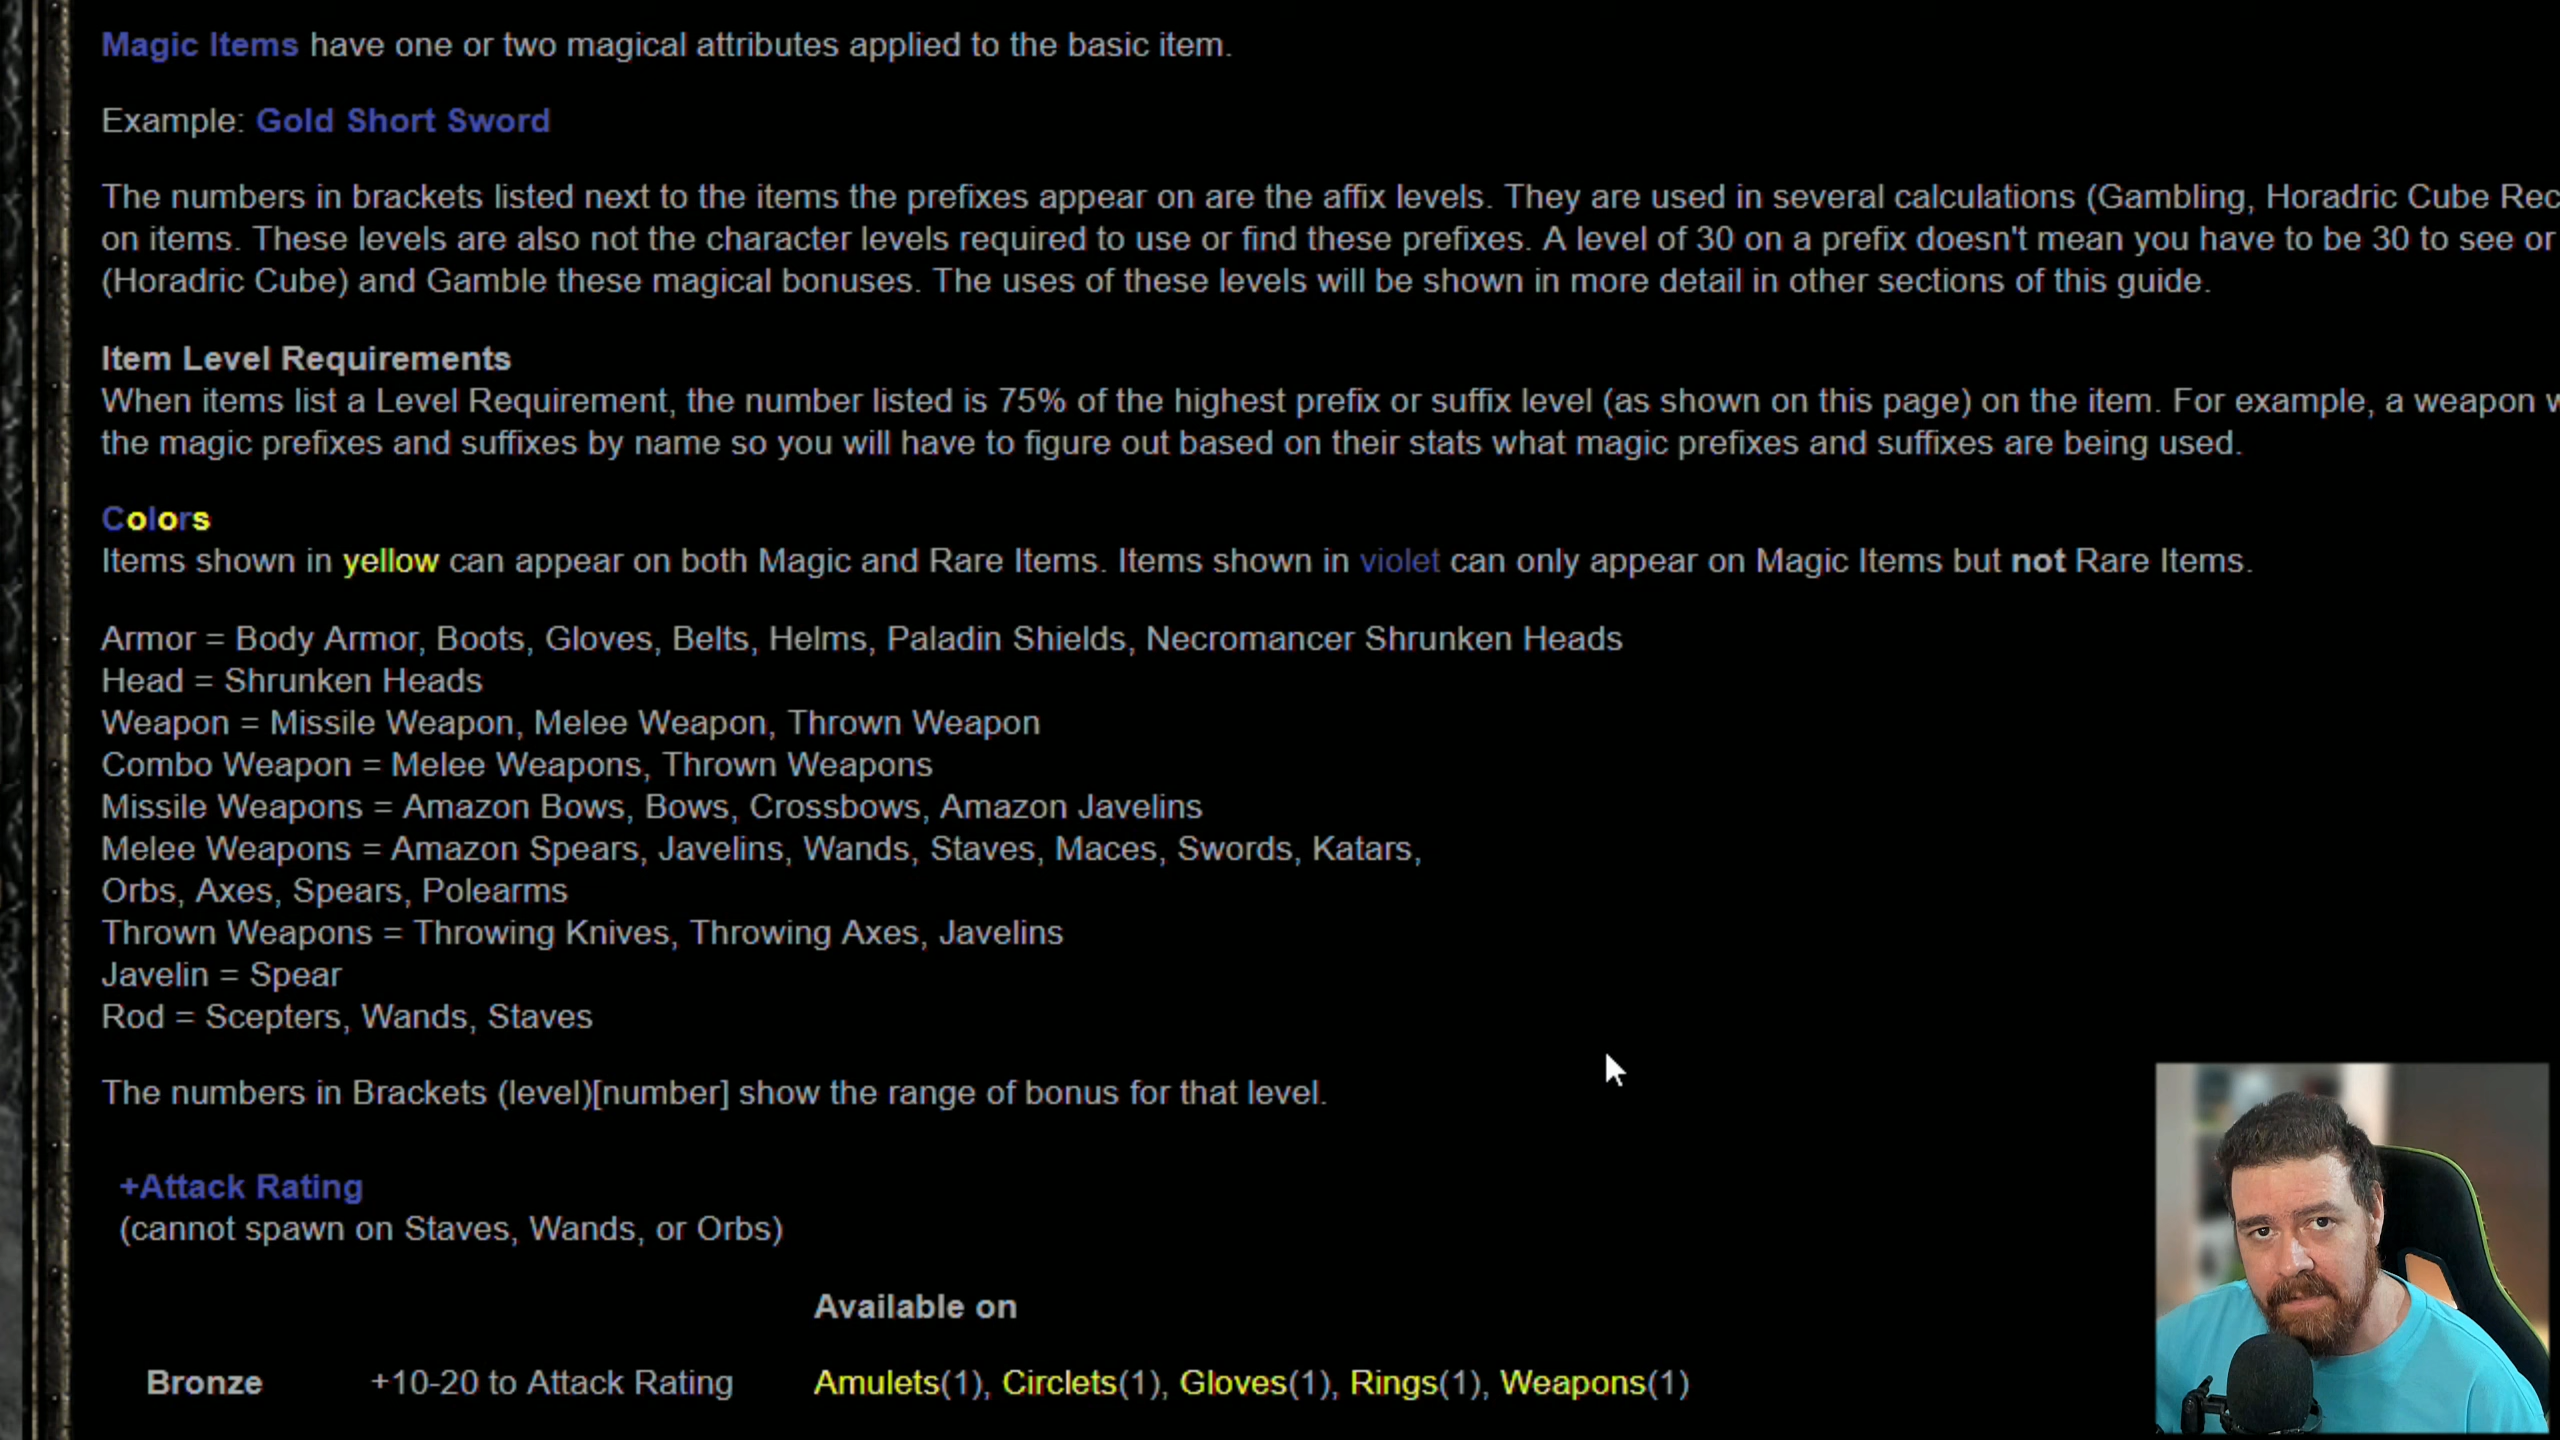 Magic Items have one or two magical attributes applied to the basic item.
Example: Gold Short Sword
The numbers in brackets listed next to the items the prefixes appear on are the affix levels. They are used in several calculations (Gambling, Horadric Cube Rec
on items. These levels are also not the character levels required to use or find these prefixes. A level of 30 on a prefix doesn't mean you have to be 30 to see or
(Horadric Cube) and Gamble these magical bonuses. The uses of these levels will be shown in more detail in other sections of this guide.
Item Level Requirements
When items list a Level Requirement, the number listed is 75% of the highest prefix or suffix level (as shown on this page) on the item. For example, a weapon w
the magic prefixes and suffixes by name so you will have to figure out based on their stats what magic prefixes and suffixes are being used.
Colors
Items shown in yellow can appear on both Magic and Rare Items. Items shown in violet can only appear on Magic Items but not Rare Items.
Armor = Body Armor, Boots, Gloves, Belts, Helms, Paladin Shields, Necromancer Shrunken Heads
Head = Shrunken Heads
Weapon = Missile Weapon, Melee Weapon, Thrown Weapon
Combo Weapon = Melee Weapons, Thrown Weapons
Missile Weapons = Amazon Bows, Bows, Crossbows, Amazon Javelins
Melee Weapons = Amazon Spears, Javelins, Wands, Staves, Maces, Swords, Katars,
Orbs, Axes, Spears, Polearms
Thrown Weapons = Throwing Knives, Throwing Axes, Javelins
Javelin = Spear
Rod = Scepters, Wands, Staves
The numbers in Brackets (level)[number] show the range of bonus for that level.
+Attack Rating
(cannot spawn on Staves, Wands, or Orbs)
Available on
Bronze +10-20 to Attack Rating Amulets(1), Circlets(1), Gloves(1), Rings(1), Weapons(1)